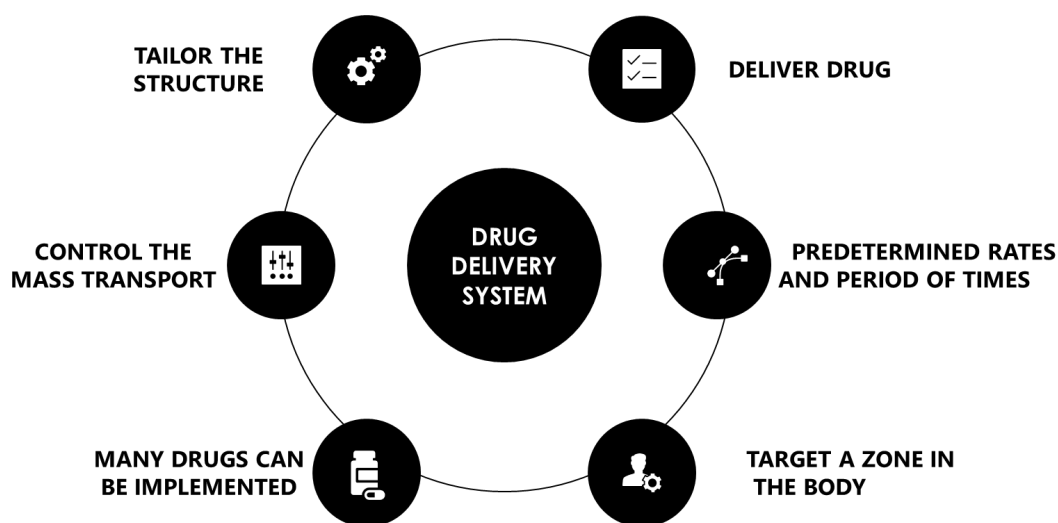 TAILOR THE
STRUCTURE
DELIVER DRUG
CONTROL THE
MASS TRANSPORT
DRUG
DELIVERY
SYSTEM
PREDETERMINED RATES
AND PERIOD OF TIMES
MANY DRUGS CAN
BE IMPLEMENTED
TARGET A ZONE IN
THE BODY